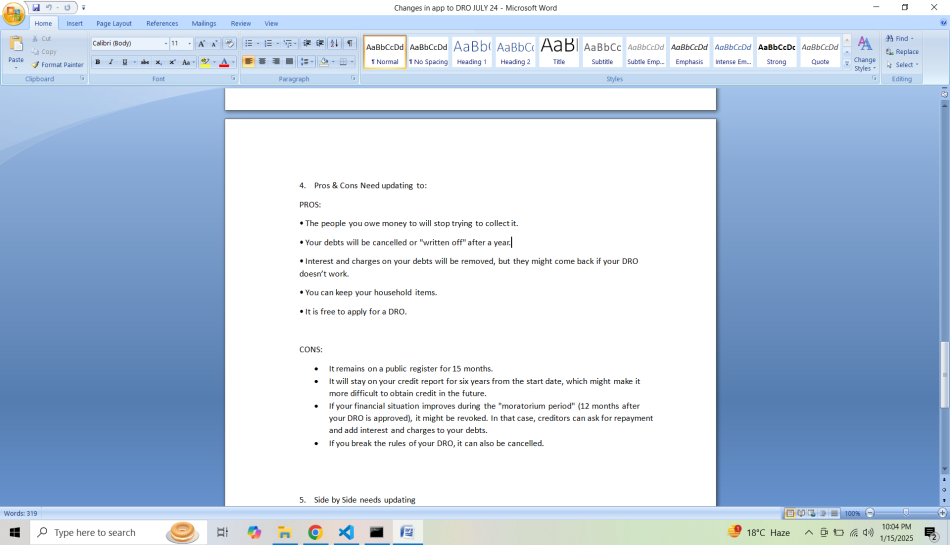 Changes in app to DRO JULY 24 - Microsoft Word
Home Insert Page Layout References Mailings Review View
Paste
Cut
Copy
Format Painter
Clipboard
Calibri (Body) 11
Font
Paragraph
AaBbCcDd AaBbCcDd AaBbC AaBbCc AaB AaBbCc AaBbCcDd AaBbCcDd AaBbCcDd AaBbCcDc AaBbCcDd
¶ Normal ¶ No Spacing Heading 1 Heading 2 Title Subtitle Subtle Emp... Emphasis Intense Em... Strong Quote
Change Styles
Styles
Find
Replace
Select
Editing
4. Pros & Cons Need updating to:
PROS:
• The people you owe money to will stop trying to collect it.
• Your debts will be cancelled or "written off" after a year.
• Interest and charges on your debts will be removed, but they might come back if your DRO
doesn't work.
• You can keep your household items.
• It is free to apply for a DRO.
CONS:
• It remains on a public register for 15 months.
• It will stay on your credit report for six years from the start date, which might make it
more difficult to obtain credit in the future.
• If your financial situation improves during the "moratorium period" (12 months after
your DRO is approved), it might be revoked. In that case, creditors can ask for repayment
and add interest and charges to your debts.
• If you break the rules of your DRO, it can also be cancelled.
5. Side by Side needs updating
Words: 319
100%
Type here to search
18°C Haze
10:04 PM
1/15/2025
2